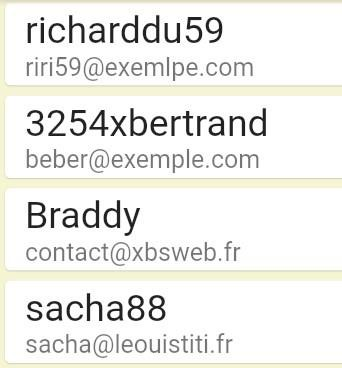 richarddu59
riri59@exemlpe.com
3254xbertrand
beber@exemple.com
Braddy
contact@xbsweb.fr
sacha88
sacha@leouistiti.fr